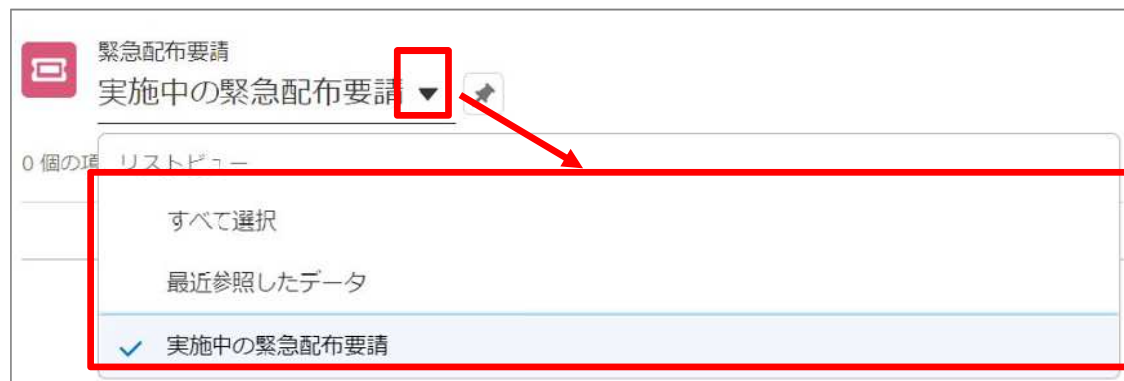 緊急配布要請
実施中の緊急配布要請
0 個の項
リストビュー
すべて選択
最近参照したデータ
実施中の緊急配布要請